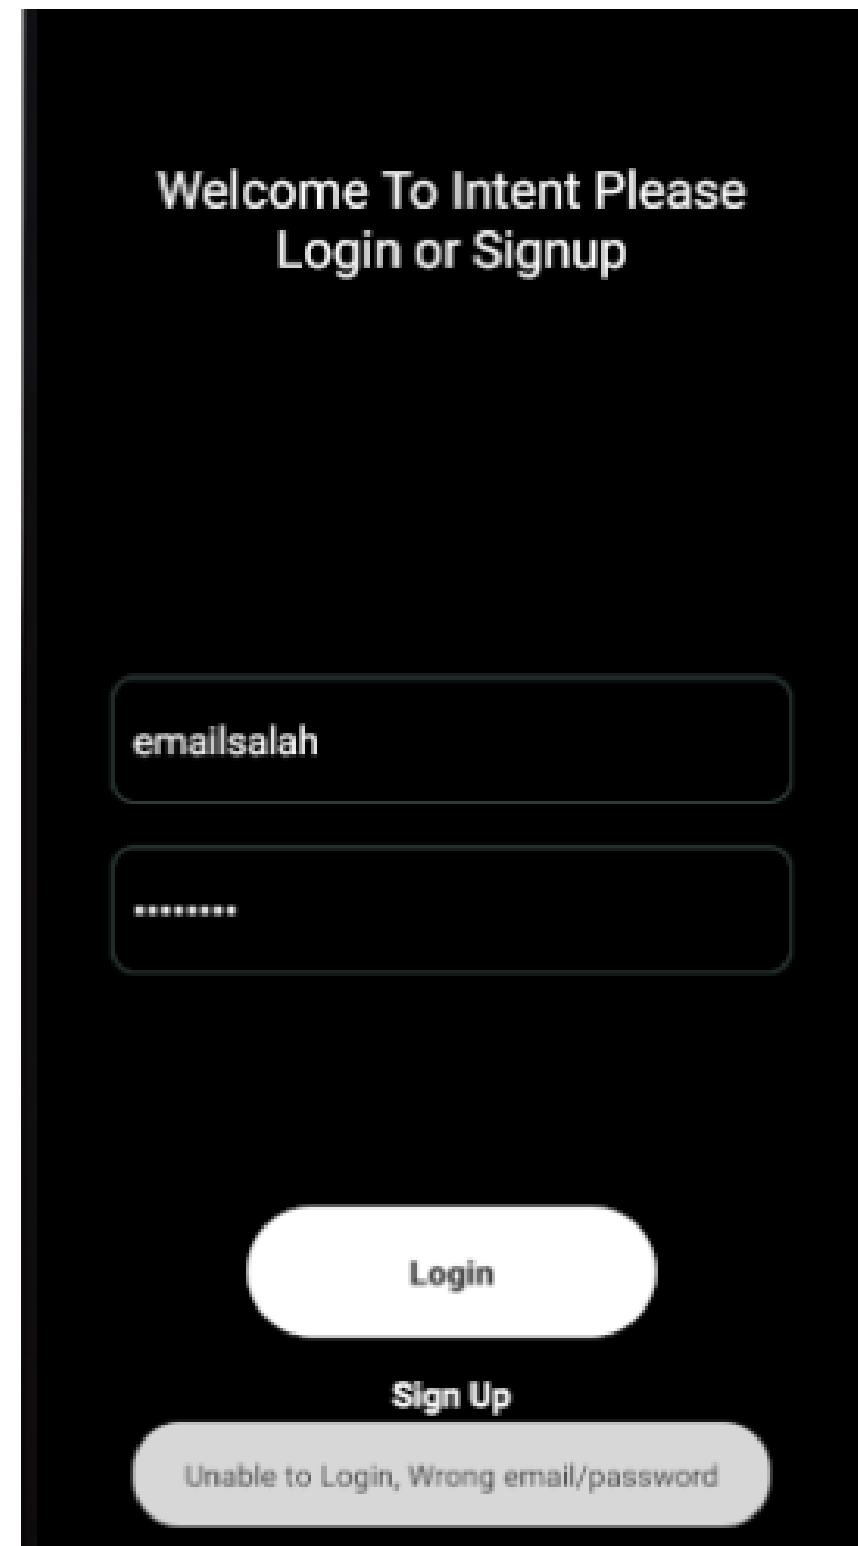 Welcome To Intent Please
Login or Signup
emailsalah
••••••••
Login
Sign Up
Unable to Login, Wrong email/password